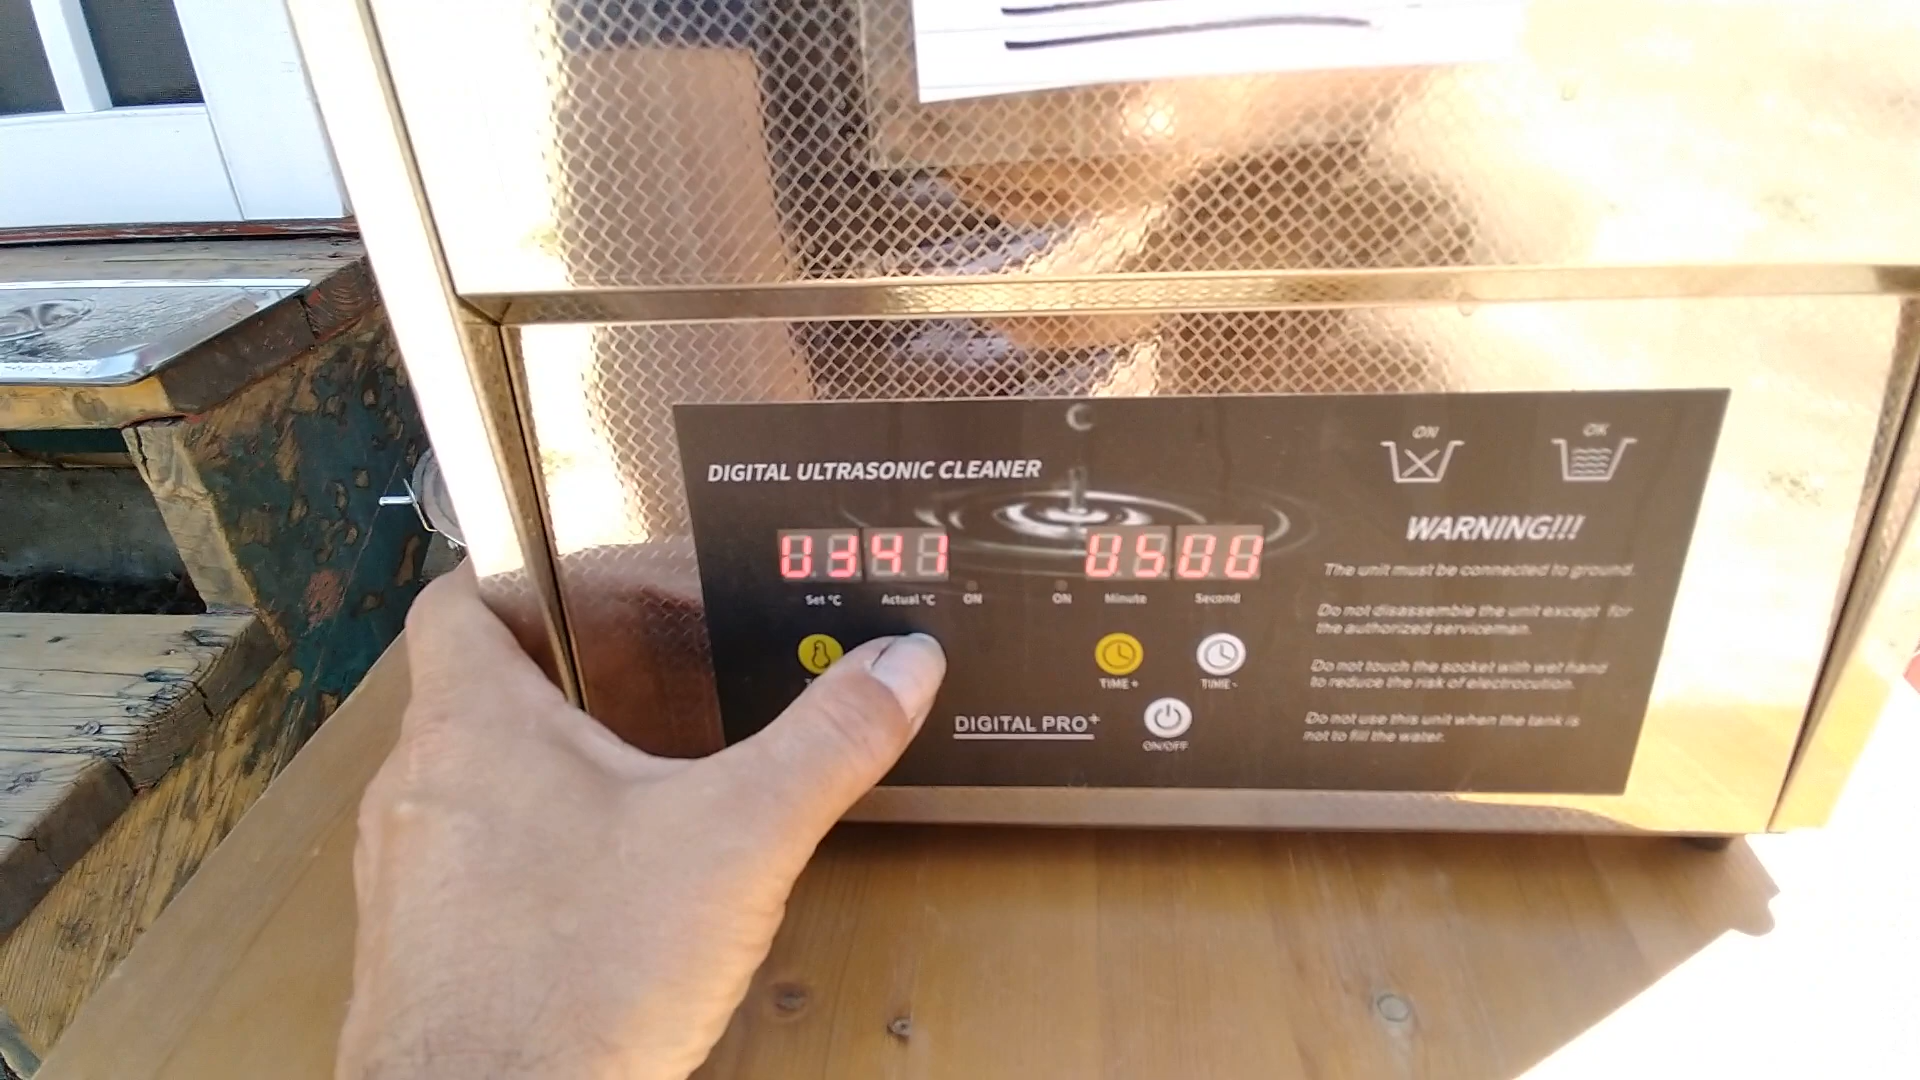 ON
OK
DIGITAL ULTRASONIC CLEANER
WARNING!!!
0341
0500
Set °C
Actual °C
ON
ON
Minute
Second
The unit must be connected to ground.
Do not disassemble the unit except for
the authorized serviceman.
Do not touch the socket with wet hand
to reduce the risk of electrocution.
Do not use this unit when the tank is
not to fill the water.
TIME+
TIME-
DIGITAL PRO+
ON/OFF